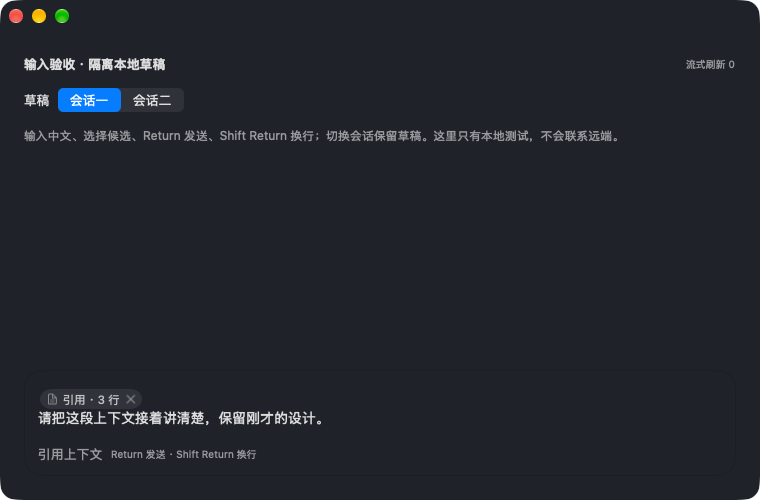 输入验收 · 隔离本地草稿
流式刷新 0
草稿 会话一 会话二
输入中文、选择候选、Return 发送、Shift Return 换行；切换会话保留草稿。这里只有本地测试，不会联系远端。
引用 · 3 行
请把这段上下文接着讲清楚，保留刚才的设计。
引用上下文 Return 发送 · Shift Return 换行